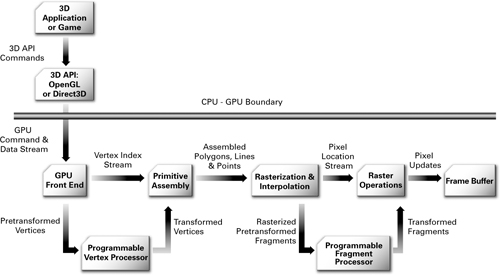 3D
Application
or Game
3D API
Commands
3D API:
OpenGL
or Direct3D
CPU - GPU Boundary
GPU
Command &
Data Stream
GPU
Front End
Vertex Index
Stream
Primitive
Assembly
Assembled
Polygons, Lines
& Points
Rasterization &
Interpolation
Pixel
Location
Stream
Raster
Operations
Pixel
Updates
Frame Buffer
Pretransformed
Vertices
Programmable
Vertex Processor
Transformed
Vertices
Rasterized
Pretransformed
Fragments
Programmable
Fragment
Processor
Transformed
Fragments